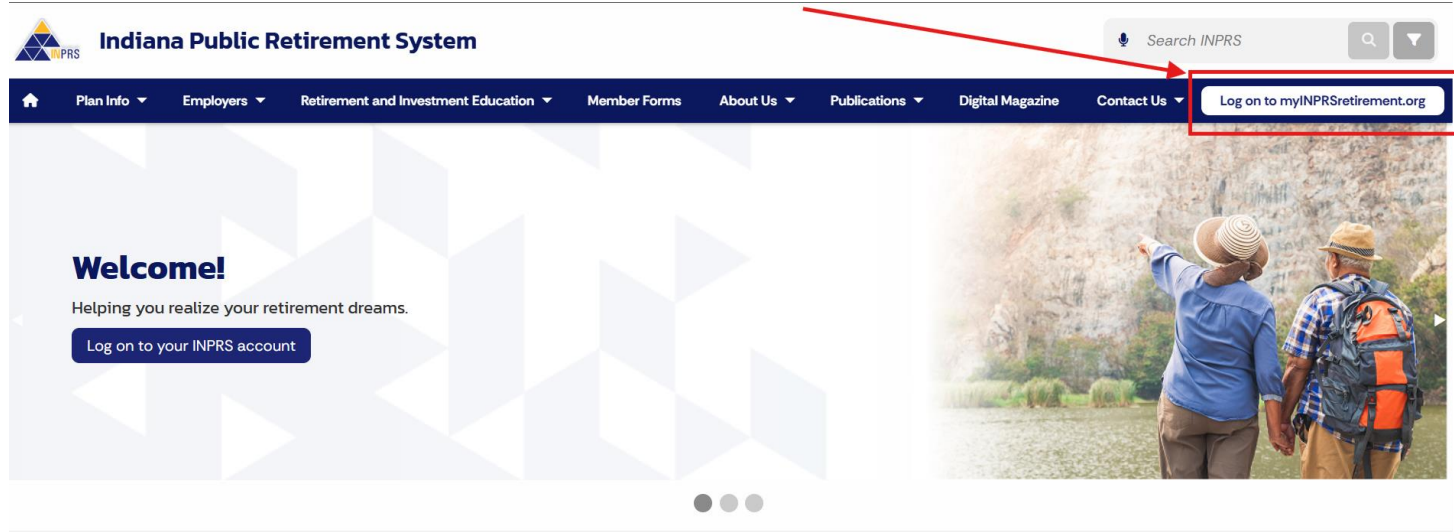 INPRS
Indiana Public Retirement System
Search INPRS
Plan Info
Employers
Retirement and Investment Education
Member Forms
About Us
Publications
Digital Magazine
Contact Us
Log on to myINPRSretirement.org
Welcome!
Helping you realize your retirement dreams.
Log on to your INPRS account